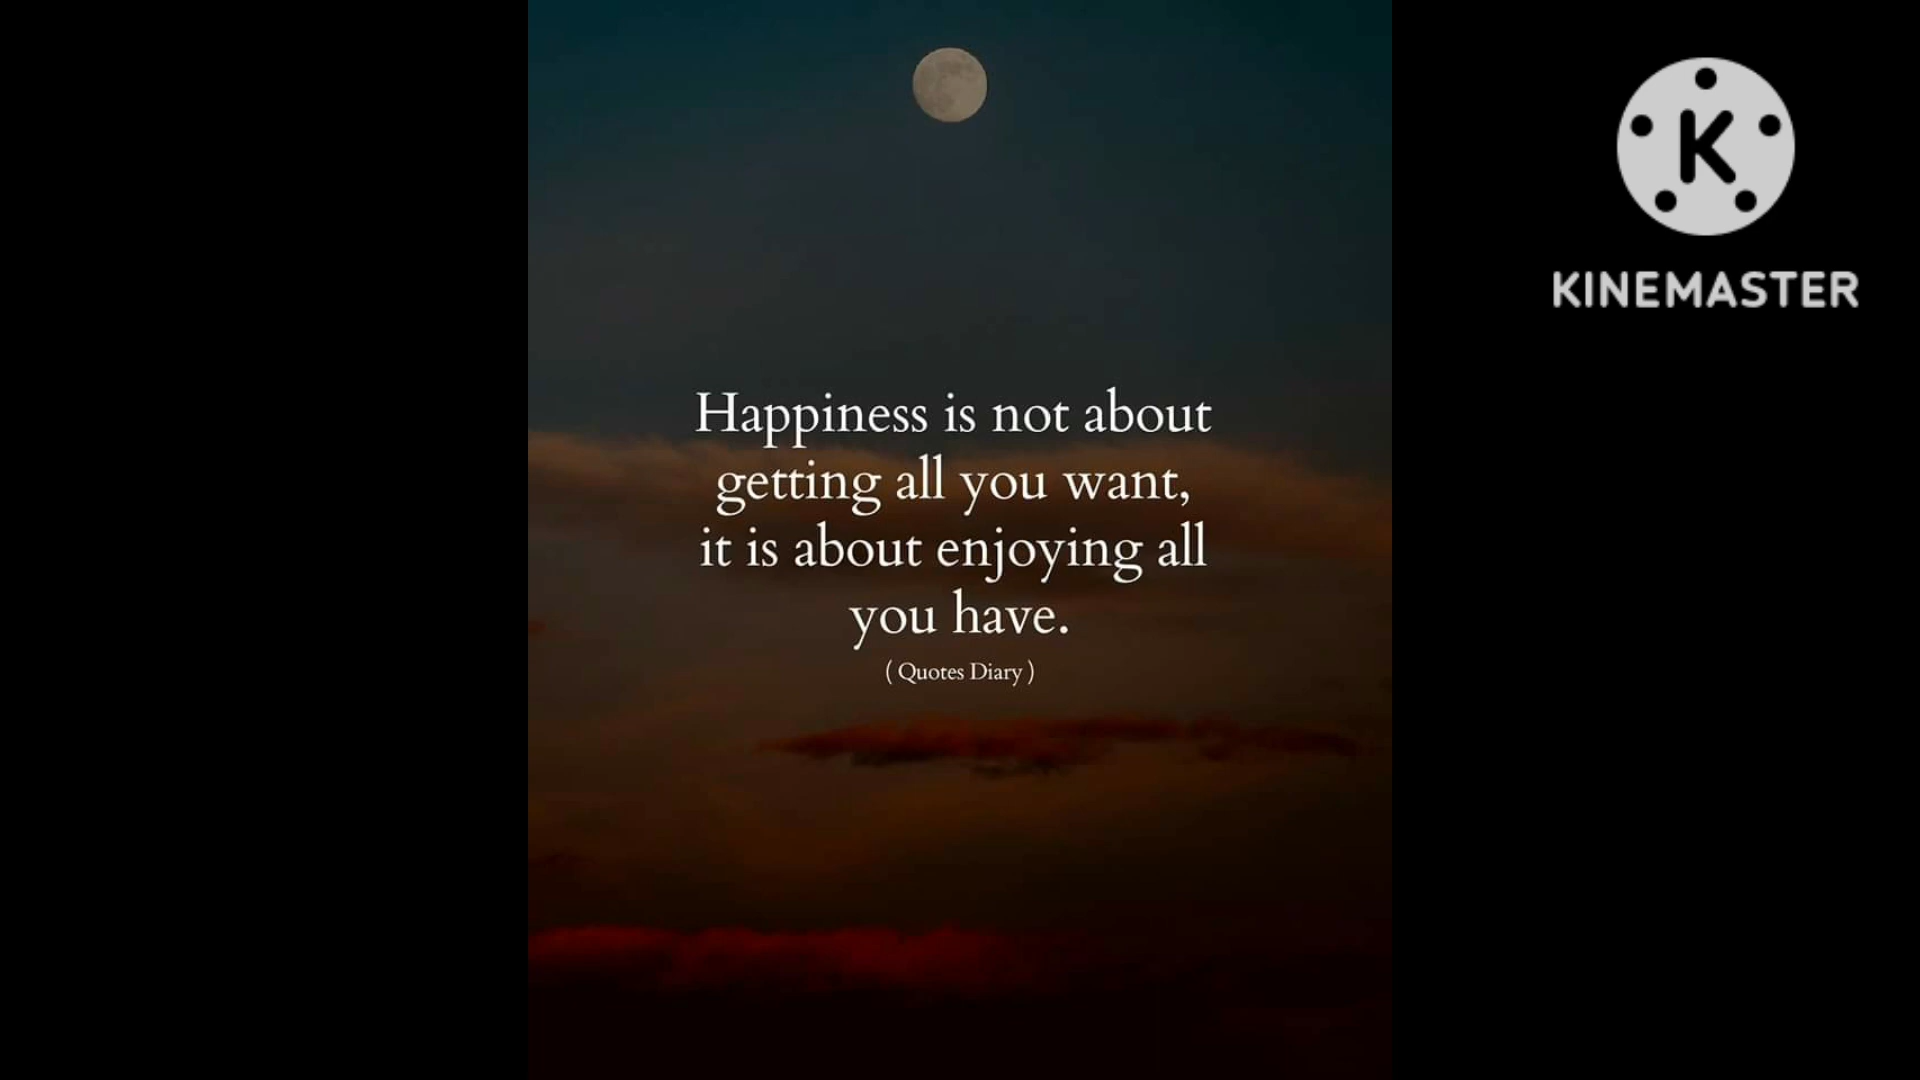 Happiness is not about
getting all you want,
it is about enjoying all
you have.
( Quotes Diary )
K
KINEMASTER